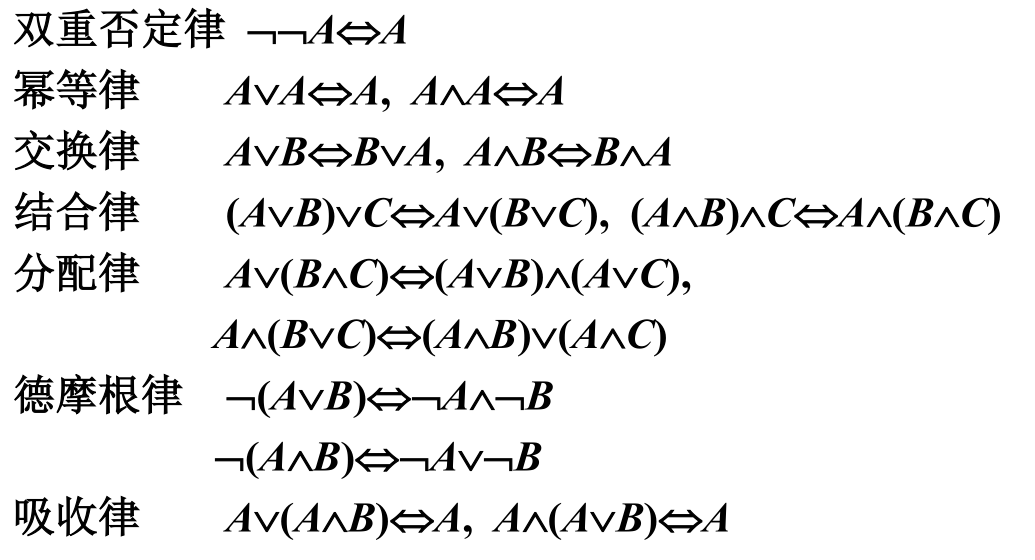 双重否定律 ¬¬A⇔A
幂等律 A∨A⇔A, A∧A⇔A
交换律 A∨B⇔B∨A, A∧B⇔B∧A
结合律 (A∨B)∨C⇔A∨(B∨C), (A∧B)∧C⇔A∧(B∧C)
分配律 A∨(B∧C)⇔(A∨B)∧(A∨C),
A∧(B∨C)⇔(A∧B)∨(A∧C)
德摩根律 ¬(A∨B)⇔¬A∧¬B
¬(A∧B)⇔¬A∨¬B
吸收律 A∨(A∧B)⇔A, A∧(A∨B)⇔A